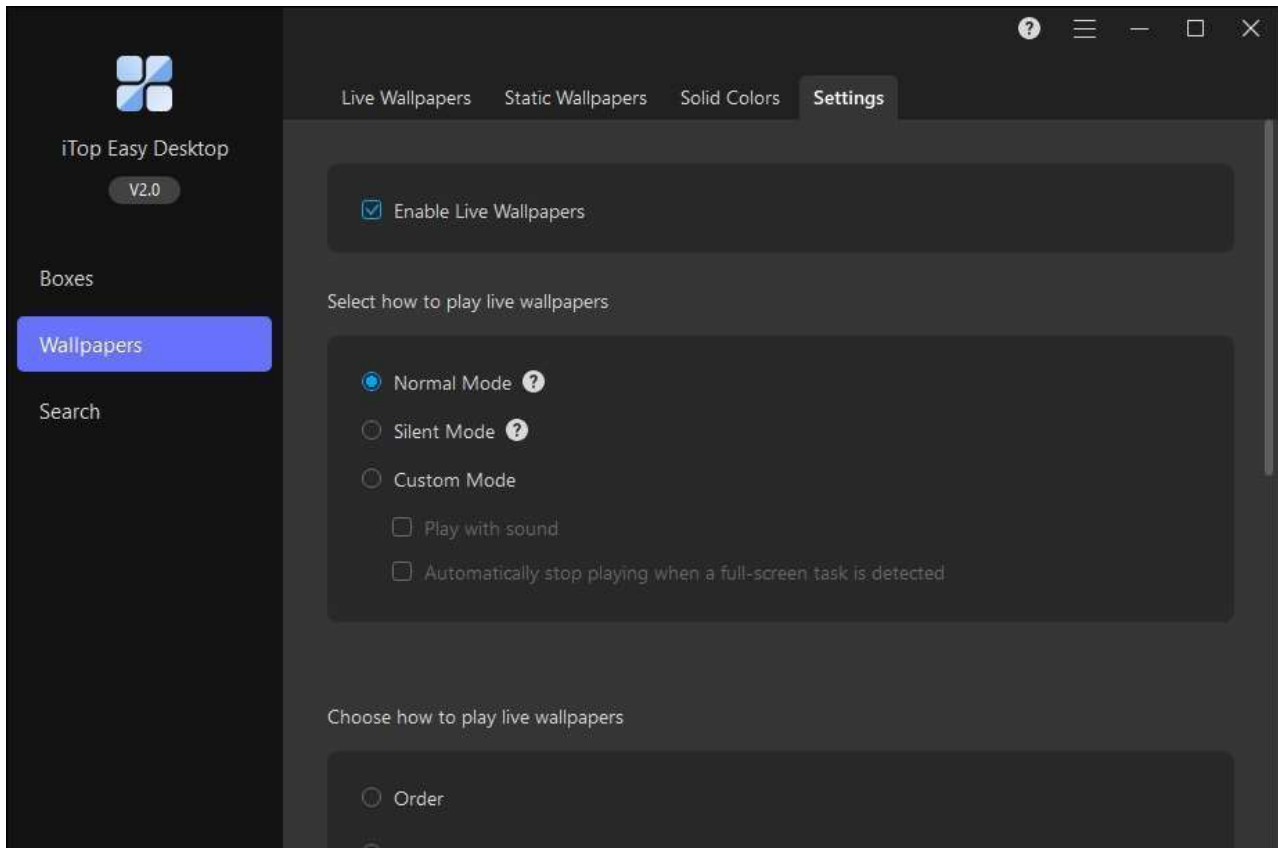 iTop Easy Desktop
V2.0
Boxes
Wallpapers
Search
Live Wallpapers Static Wallpapers Solid Colors Settings
Enable Live Wallpapers
Select how to play live wallpapers
Normal Mode ?
Silent Mode ?
Custom Mode
Play with sound
Automatically stop playing when a full-screen task is detected
Choose how to play live wallpapers
Order